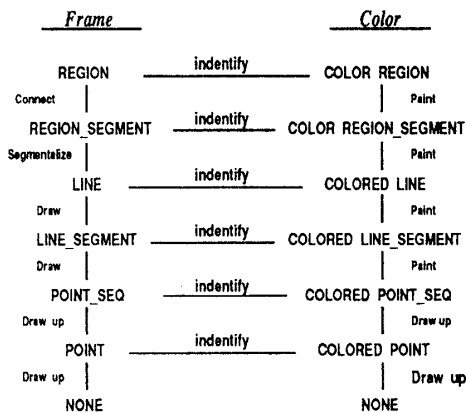 Frame Color
indentify
REGION COLOR REGION
Connect Paint
indentify
REGION_SEGMENT COLOR REGION_SEGMENT
Segmentalize Paint
indentify
LINE COLORED LINE
Draw Paint
indentify
LINE_SEGMENT COLORED LINE_SEGMENT
Draw Paint
indentify
POINT_SEQ COLORED POINT_SEQ
Draw up Draw up
indentify
POINT COLORED POINT
Draw up Draw up
NONE NONE